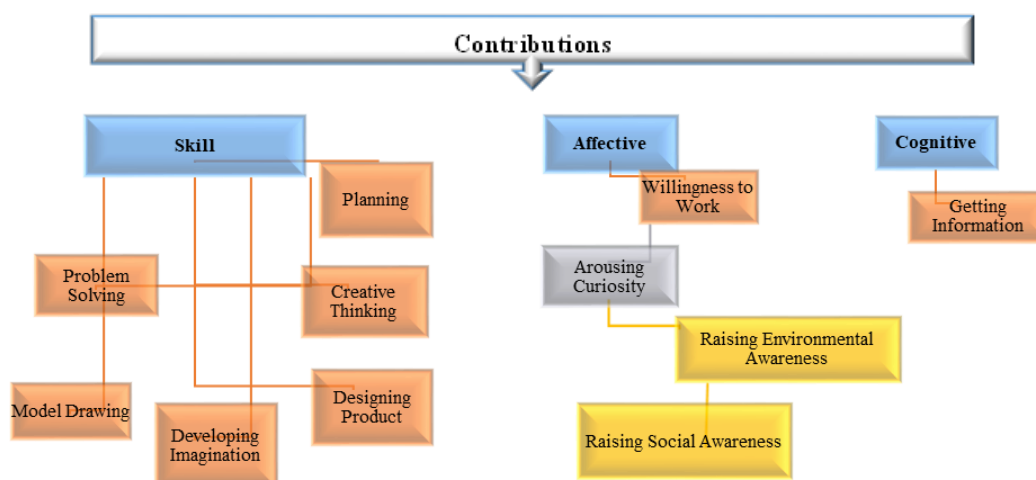 Contributions
Skill
Affective
Cognitive
Planning
Willingness to
Work
Getting
Information
Problem
Solving
Creative
Thinking
Arousing
Curiosity
Raising Environmental
Awareness
Model Drawing
Developing
Imagination
Designing
Product
Raising Social Awareness